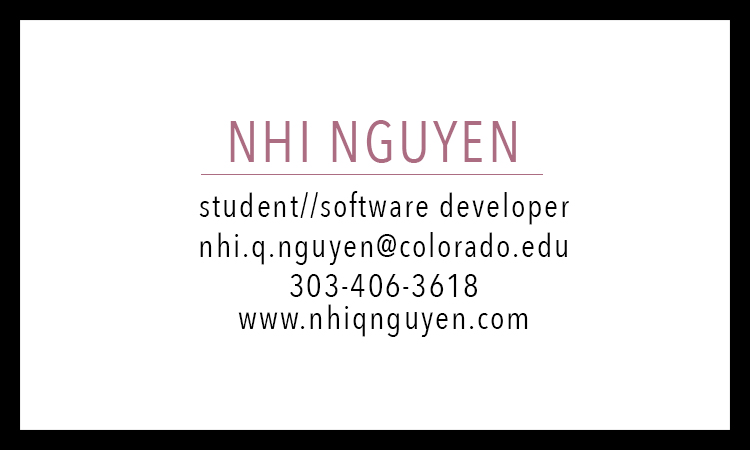 NHI NGUYEN
student//software developer
nhi.q.nguyen@colorado.edu
303-406-3618
www.nhiqnguyen.com